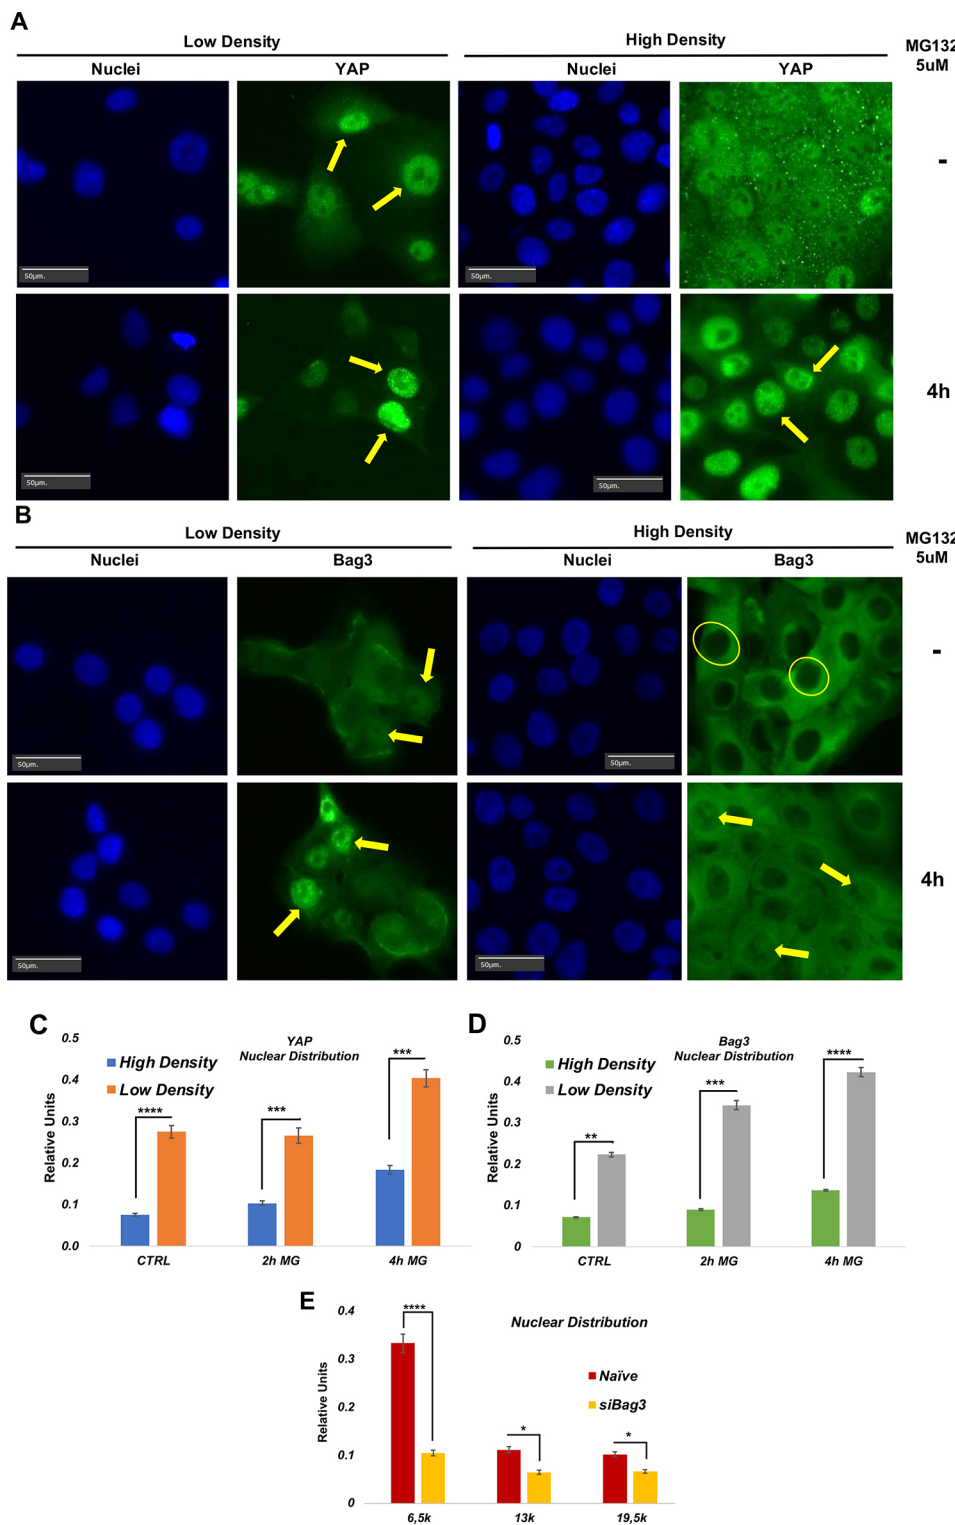 A
Low Density
High Density
MG132
5uM
Nuclei
YAP
Nuclei
YAP
50µm.
50µm.
-
50µm.
50µm.
4h
B
Low Density
High Density
MG132
5uM
Nuclei
Bag3
Nuclei
Bag3
50µm.
50µm.
-
50µm.
50µm.
4h
C
YAP
Nuclear Distribution
High Density
Low Density
Relative Units
0.5
0.4
0.3
0.2
0.1
0.0
****
***
***
CTRL
2h MG
4h MG
D
Bag3
Nuclear Distribution
High Density
Low Density
Relative Units
0.5
0.4
0.3
0.2
0.1
0
**
***
****
CTRL
2h MG
4h MG
E
Nuclear Distribution
Naïve
siBag3
Relative Units
0.4
0.3
0.2
0.1
0
****
*
*
6,5k
13k
19,5k